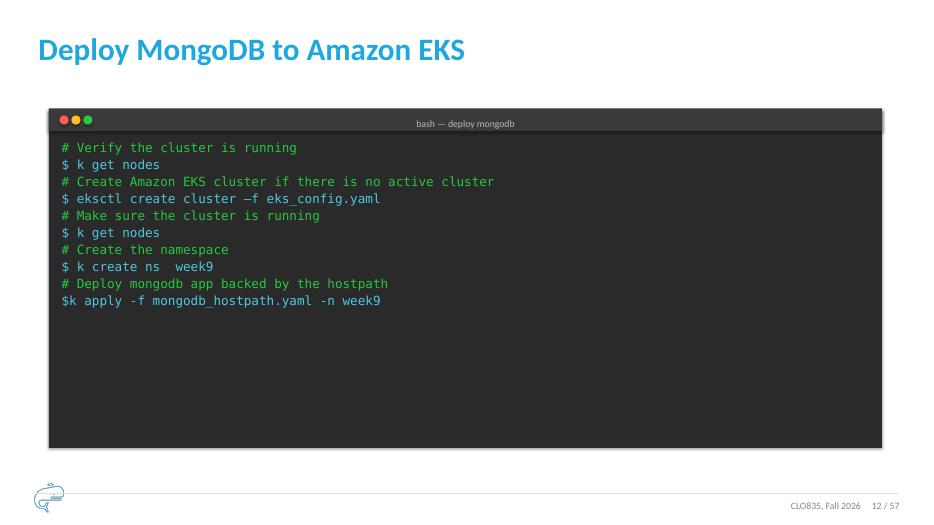 Deploy MongoDB to Amazon EKS
bash — deploy mongodb
# Verify the cluster is running
$ k get nodes
# Create Amazon EKS cluster if there is no active cluster
$ eksctl create cluster –f eks_config.yaml
# Make sure the cluster is running
$ k get nodes
# Create the namespace
$ k create ns  week9
# Deploy mongodb app backed by the hostpath
$k apply -f mongodb_hostpath.yaml -n week9
CLO835, Fall 2026 12 / 57